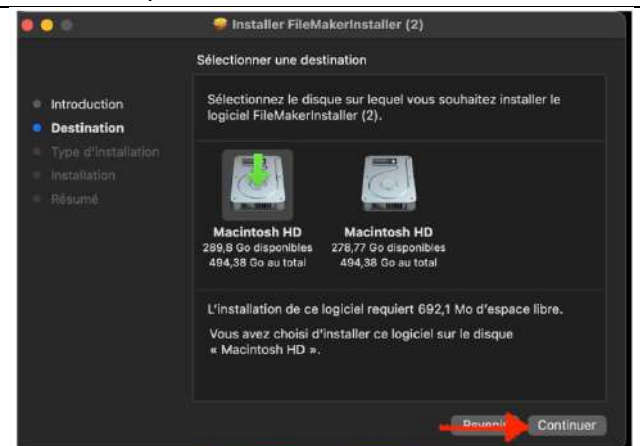 Installer FileMakerInstaller (2)
Sélectionner une destination
Introduction
Destination
Type d'installation
Installation
Résumé
Sélectionnez le disque sur lequel vous souhaitez installer le
logiciel FileMakerInstaller (2).
Macintosh HD
289,8 Go disponibles
494,38 Go au total
Macintosh HD
278,77 Go disponibles
494,38 Go au total
L'installation de ce logiciel requiert 692,1 Mo d'espace libre.
Vous avez choisi d'installer ce logiciel sur le disque
« Macintosh HD ».
Revenir
Continuer